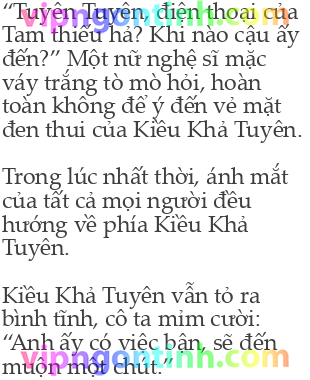 “Tuyên Tuyên, điện thoại của
Tam thiếu hả? Khi nào cậu ấy
đến?” Một nữ nghệ sĩ mặc
váy trắng tò mò hỏi, hoàn
toàn không để ý đến vẻ mặt
đen thui của Kiều Khả Tuyên.
Trong lúc nhất thời, ánh mắt
của tất cả mọi người đều
hướng về phía Kiều Khả
Tuyên.
Kiều Khả Tuyên vẫn tỏ ra
bình tĩnh, cô ta mỉm cười:
“Anh ấy có việc bận, sẽ đến
muộn một chút.”
vipngontinh.com
vipngontinh.com